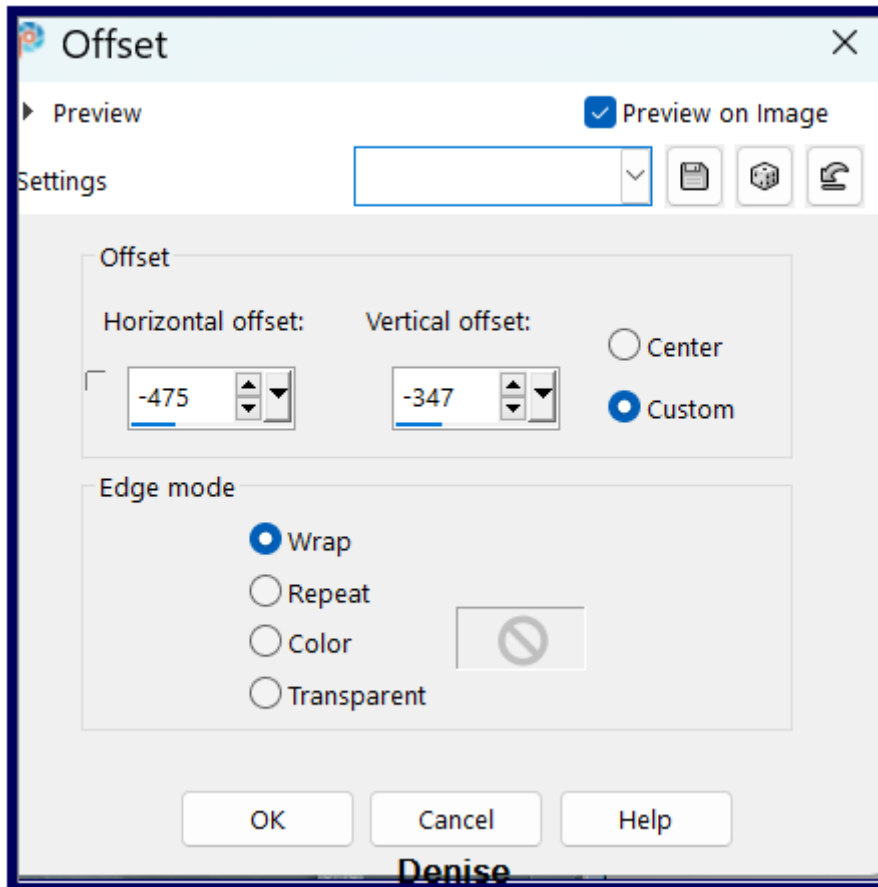 Offset
Preview
Preview on Image
Settings
Offset
Horizontal offset:
Vertical offset:
-475
-347
Center
Custom
Edge mode
Wrap
Repeat
Color
Transparent
OK
Cancel
Help
Denise